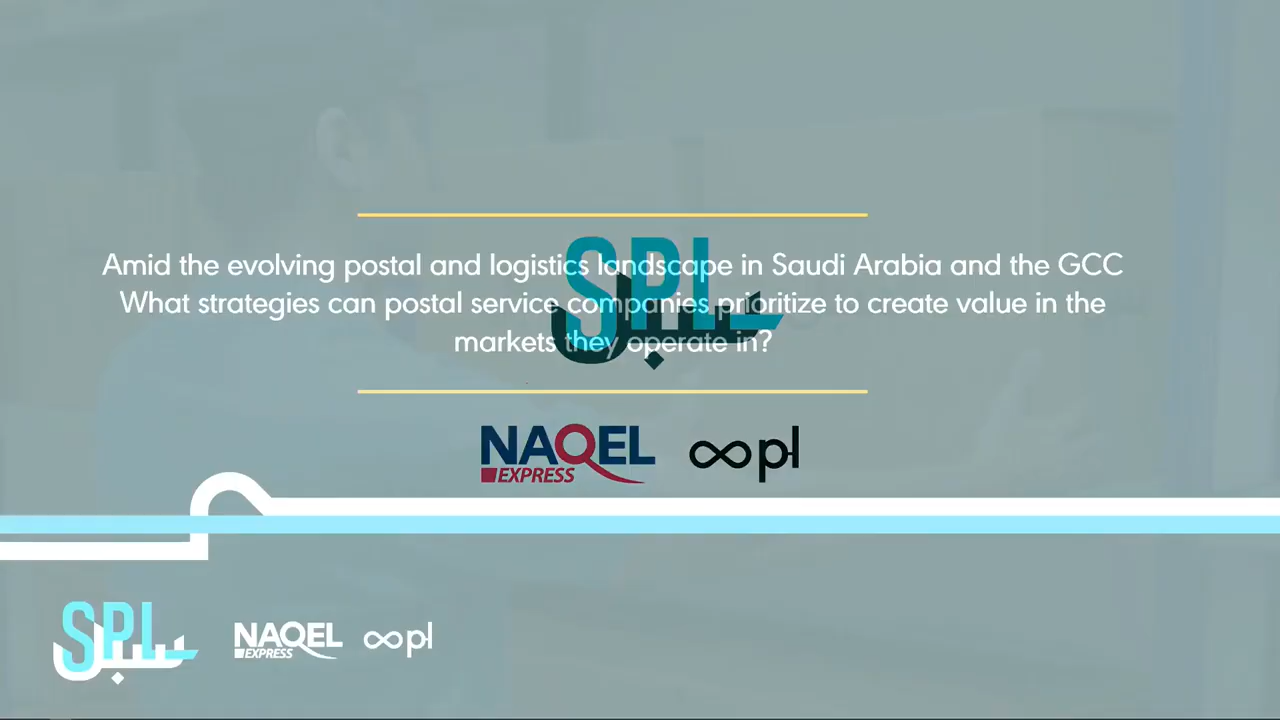 Amid the evolving postal and logistics landscape in Saudi Arabia and the GCC
What strategies can postal service companies prioritize to create value in the
markets they operate in?
SPL
سبل
NAQEL
EXPRESS
pl
SPL
سبل
NAQEL
EXPRESS
pl